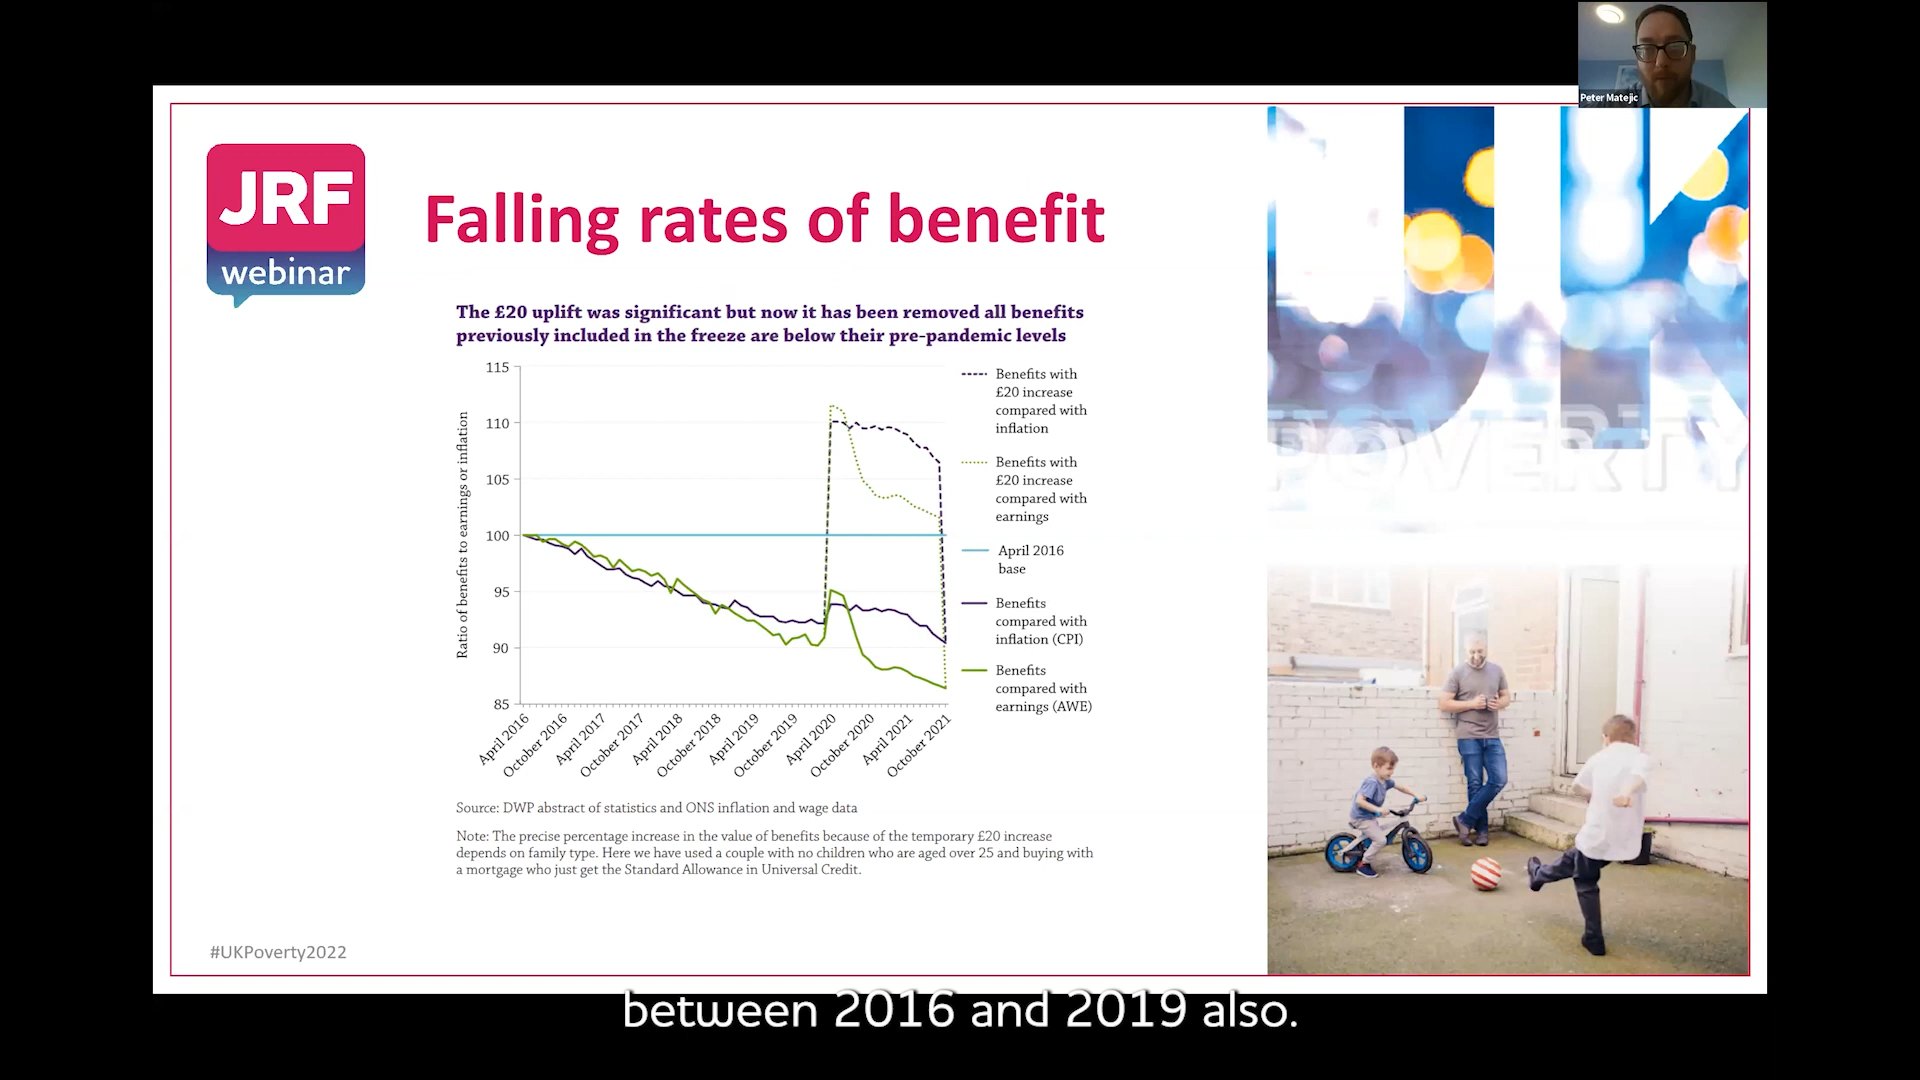 Peter Matejic
JRF
webinar
Falling rates of benefit
UK
POVERTY
The £20 uplift was significant but now it has been removed all benefits
previously included in the freeze are below their pre-pandemic levels
Ratio of benefits to earnings or inflation
115
110
105
100
95
90
85
April 2016
October 2016
April 2017
October 2017
April 2018
October 2018
April 2019
October 2019
April 2020
October 2020
April 2021
October 2021
Benefits with
£20 increase
compared with
inflation
Benefits with
£20 increase
compared with
earnings
April 2016
base
Benefits
compared with
inflation (CPI)
Benefits
compared with
earnings (AWE)
Source: DWP abstract of statistics and ONS inflation and wage data
Note: The precise percentage increase in the value of benefits because of the temporary £20 increase
depends on family type. Here we have used a couple with no children who are aged over 25 and buying with
a mortgage who just get the Standard Allowance in Universal Credit.
#UKPoverty2022
between 2016 and 2019 also.